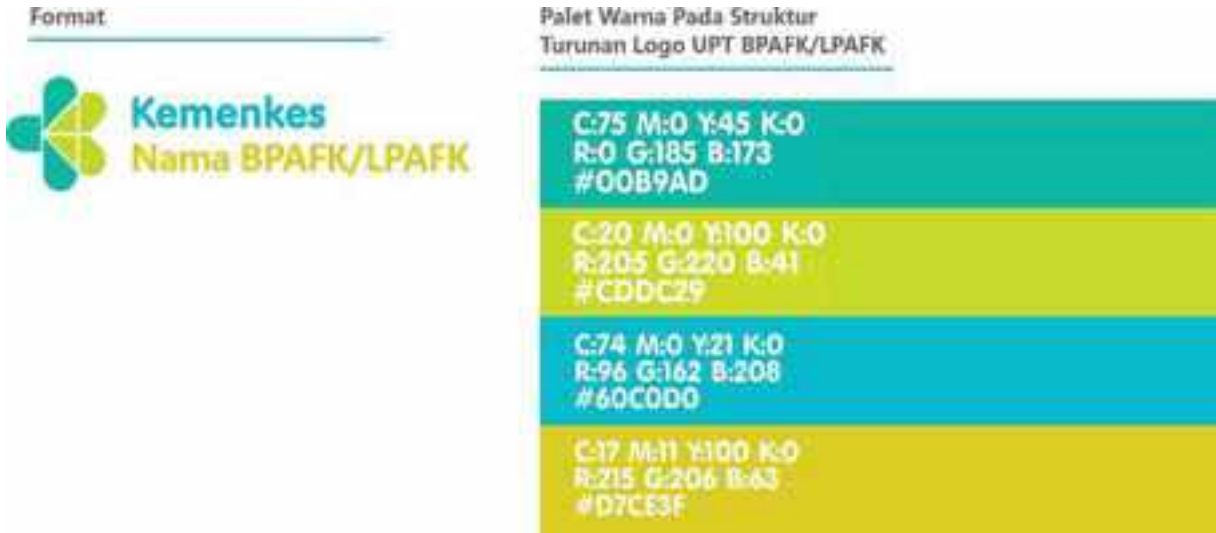 Format
Kemenkes
Nama BPAFK/LPAFK
Palet Warna Pada Struktur
Turunan Logo UPT BPAFK/LPAFK
C:75 M:0 Y:45 K:0
R:0 G:185 B:173
#00B9AD
C:20 M:0 Y:100 K:0
R:205 G:220 B:41
#CDDC29
C:74 M:0 Y:21 K:0
R:96 G:162 B:208
#60C0D0
C:17 M:11 Y:100 K:0
R:215 G:206 B:63
#D7CE3F